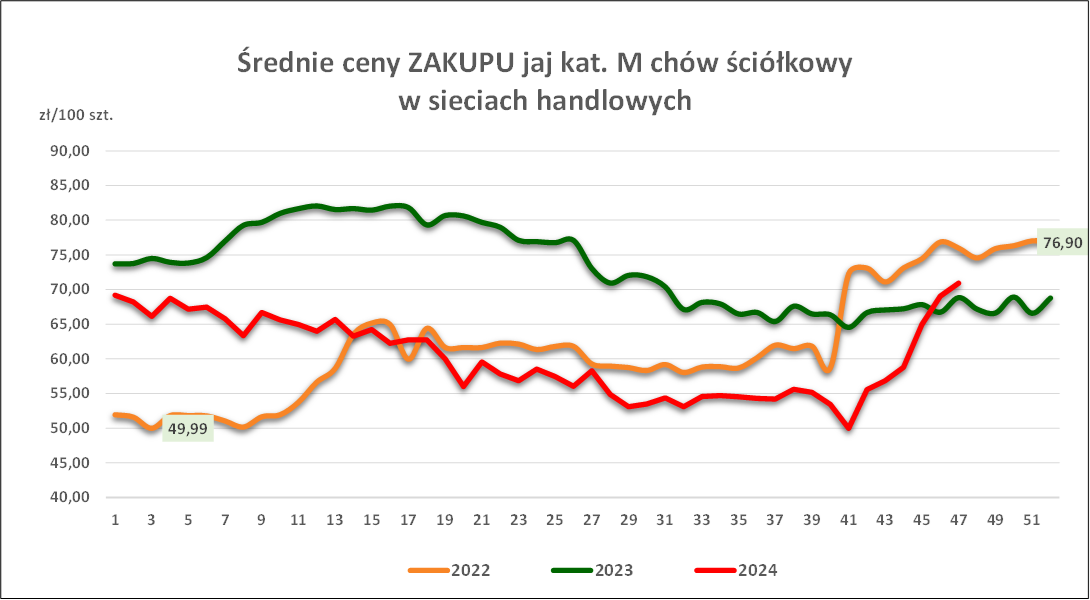 Średnie ceny ZAKUPU jaj kat. M chów ściółkowy
w sieciach handlowych
zł/100 szt.
90,00
85,00
80,00
75,00
70,00
65,00
60,00
55,00
50,00
45,00
40,00
76,90
49,99
1 3 5 7 9 11 13 15 17 19 21 23 25 27 29 31 33 35 37 39 41 43 45 47 49 51
2022 2023 2024